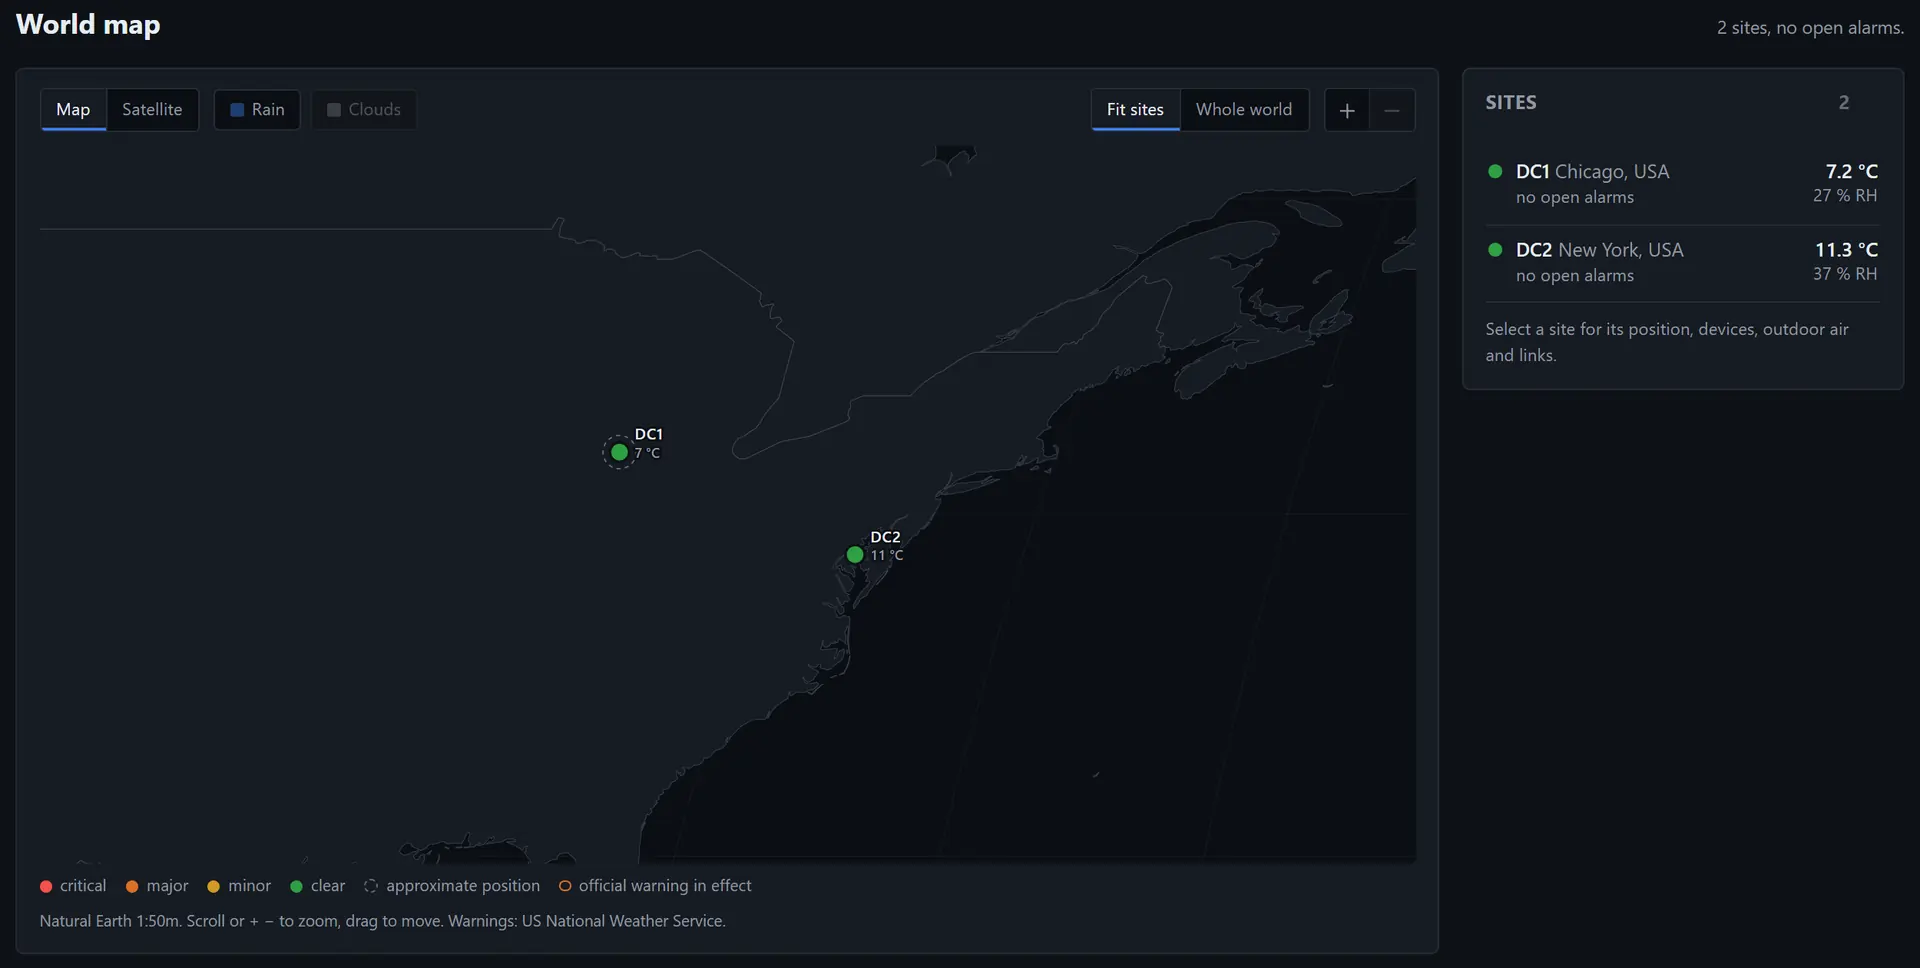 World map
2 sites, no open alarms.
Map Satellite Rain Clouds Fit sites Whole world + −
DC1
7 °C
DC2
11 °C
critical major minor clear approximate position official warning in effect
Natural Earth 1:50m. Scroll or + − to zoom, drag to move. Warnings: US National Weather Service.
SITES 2
DC1 Chicago, USA 7.2 °C
no open alarms 27 % RH
DC2 New York, USA 11.3 °C
no open alarms 37 % RH
Select a site for its position, devices, outdoor air
and links.